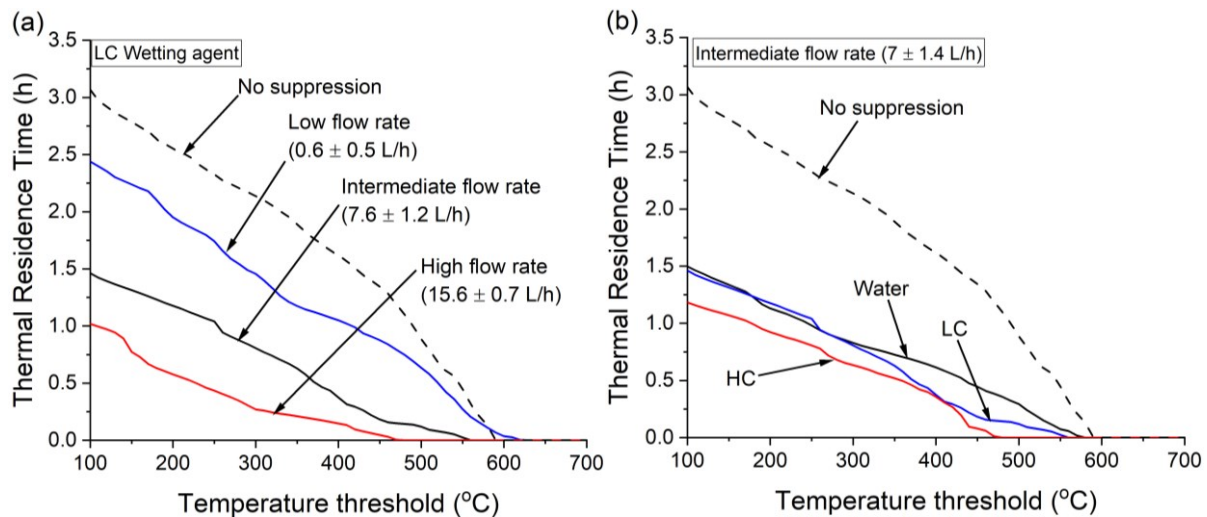 (a)
LC Wetting agent
No suppression
Low flow rate
(0.6 ± 0.5 L/h)
Intermediate flow rate
(7.6 ± 1.2 L/h)
High flow rate
(15.6 ± 0.7 L/h)
Thermal Residence Time (h)
3.5
3.0
2.5
2.0
1.5
1.0
0.5
0.0
100 200 300 400 500 600 700
Temperature threshold (°C)
(b)
Intermediate flow rate (7 ± 1.4 L/h)
No suppression
Water
LC
HC
Thermal Residence Time (h)
3.5
3.0
2.5
2.0
1.5
1.0
0.5
0.0
100 200 300 400 500 600 700
Temperature threshold (°C)